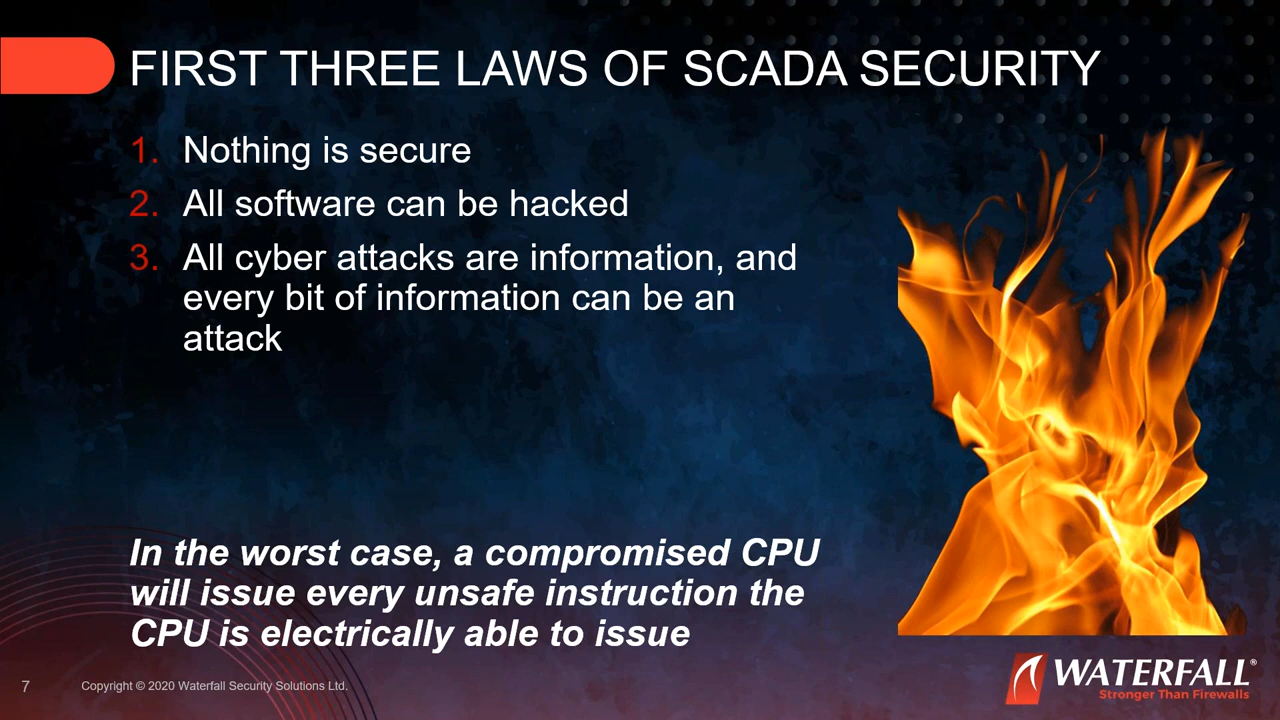 FIRST THREE LAWS OF SCADA SECURITY
1. Nothing is secure
2. All software can be hacked
3. All cyber attacks are information, and
every bit of information can be an
attack
In the worst case, a compromised CPU
will issue every unsafe instruction the
CPU is electrically able to issue
7
Copyright © 2020 Waterfall Security Solutions Ltd.
WATERFALL®
Stronger Than Firewalls